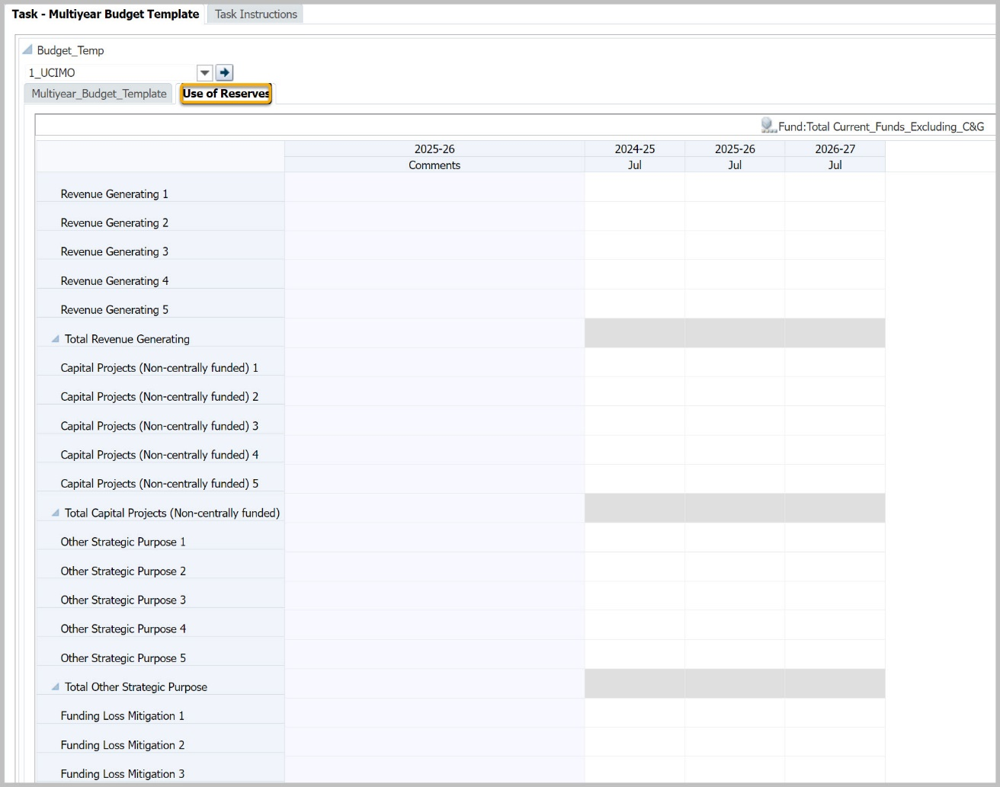 Task - Multiyear Budget Template Task Instructions
Budget_Temp
1_UCIMO
Multiyear_Budget_Template Use of Reserves
Fund:Total Current_Funds_Excluding_C&G
2025-26 2024-25 2025-26 2026-27
Comments Jul Jul Jul
Revenue Generating 1
Revenue Generating 2
Revenue Generating 3
Revenue Generating 4
Revenue Generating 5
Total Revenue Generating
Capital Projects (Non-centrally funded) 1
Capital Projects (Non-centrally funded) 2
Capital Projects (Non-centrally funded) 3
Capital Projects (Non-centrally funded) 4
Capital Projects (Non-centrally funded) 5
Total Capital Projects (Non-centrally funded)
Other Strategic Purpose 1
Other Strategic Purpose 2
Other Strategic Purpose 3
Other Strategic Purpose 4
Other Strategic Purpose 5
Total Other Strategic Purpose
Funding Loss Mitigation 1
Funding Loss Mitigation 2
Funding Loss Mitigation 3